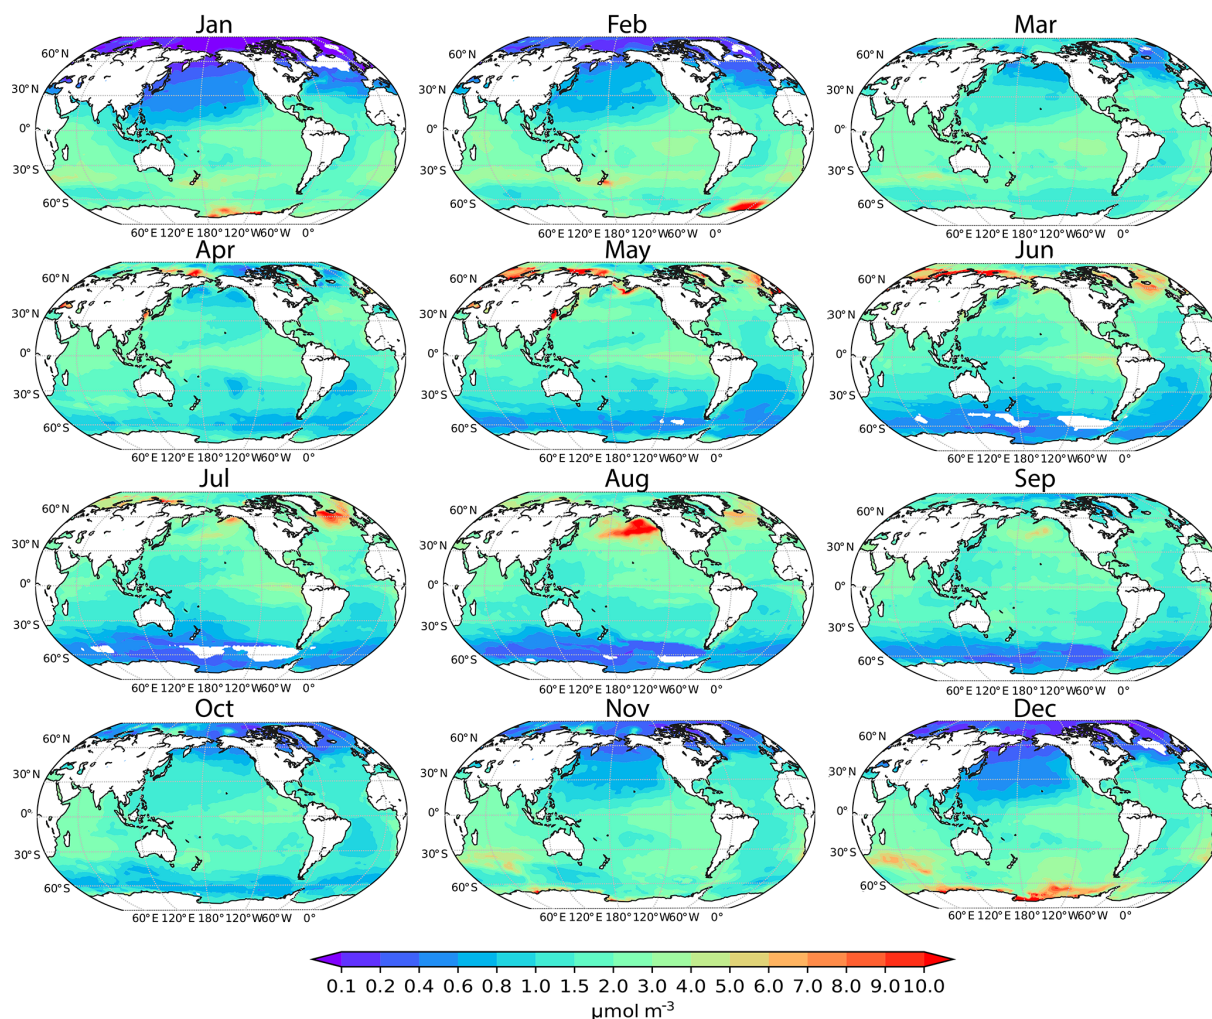 Jan Feb Mar
60°N 60°N 60°N
30°N 30°N 30°N
0° 0° 0°
30°S 30°S 30°S
60°S 60°S 60°S
60°E 120°E 180°120°W60°W 0° 60°E 120°E 180°120°W60°W 0° 60°E 120°E 180°120°W60°W 0°
Apr May Jun
60°N 60°N 60°N
30°N 30°N 30°N
0° 0° 0°
30°S 30°S 30°S
60°S 60°S 60°S
60°E 120°E 180°120°W60°W 0° 60°E 120°E 180°120°W60°W 0° 60°E 120°E 180°120°W60°W 0°
Jul Aug Sep
60°N 60°N 60°N
30°N 30°N 30°N
0° 0° 0°
30°S 30°S 30°S
60°S 60°S 60°S
60°E 120°E 180°120°W60°W 0° 60°E 120°E 180°120°W60°W 0° 60°E 120°E 180°120°W60°W 0°
Oct Nov Dec
60°N 60°N 60°N
30°N 30°N 30°N
0° 0° 0°
30°S 30°S 30°S
60°S 60°S 60°S
60°E 120°E 180°120°W60°W 0° 60°E 120°E 180°120°W60°W 0° 60°E 120°E 180°120°W60°W 0°
0.1 0.2 0.4 0.6 0.8 1.0 1.5 2.0 3.0 4.0 5.0 6.0 7.0 8.0 9.0 10.0
μmol m⁻³